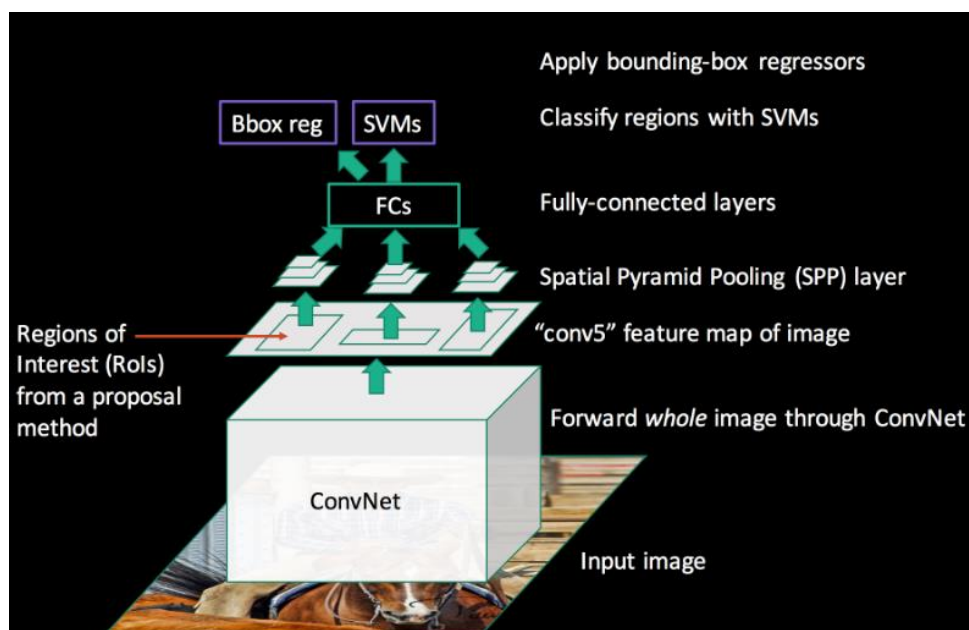 Apply bounding-box regressors
Bbox reg
SVMs
Classify regions with SVMs
FCs
Fully-connected layers
Spatial Pyramid Pooling (SPP) layer
Regions of
Interest (RoIs)
from a proposal
method
“conv5” feature map of image
Forward whole image through ConvNet
ConvNet
Input image